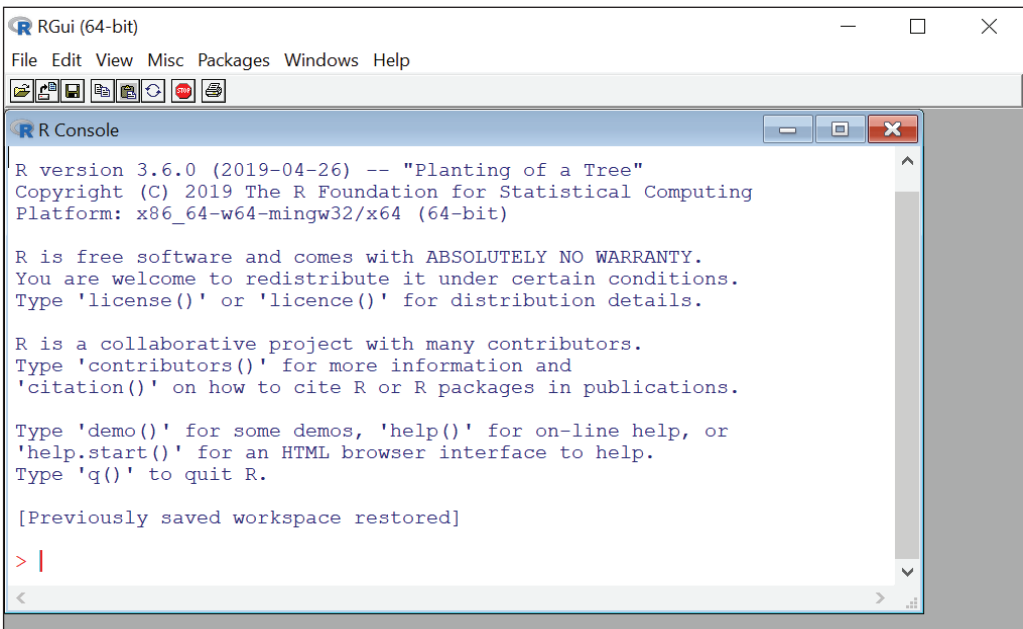 RGui (64-bit)
File Edit View Misc Packages Windows Help
STOP
R Console
R version 3.6.0 (2019-04-26) -- "Planting of a Tree"
Copyright (C) 2019 The R Foundation for Statistical Computing
Platform: x86_64-w64-mingw32/x64 (64-bit)
R is free software and comes with ABSOLUTELY NO WARRANTY.
You are welcome to redistribute it under certain conditions.
Type 'license()' or 'licence()' for distribution details.
R is a collaborative project with many contributors.
Type 'contributors()' for more information and
'citation()' on how to cite R or R packages in publications.
Type 'demo()' for some demos, 'help()' for on-line help, or
'help.start()' for an HTML browser interface to help.
Type 'q()' to quit R.
[Previously saved workspace restored]
>